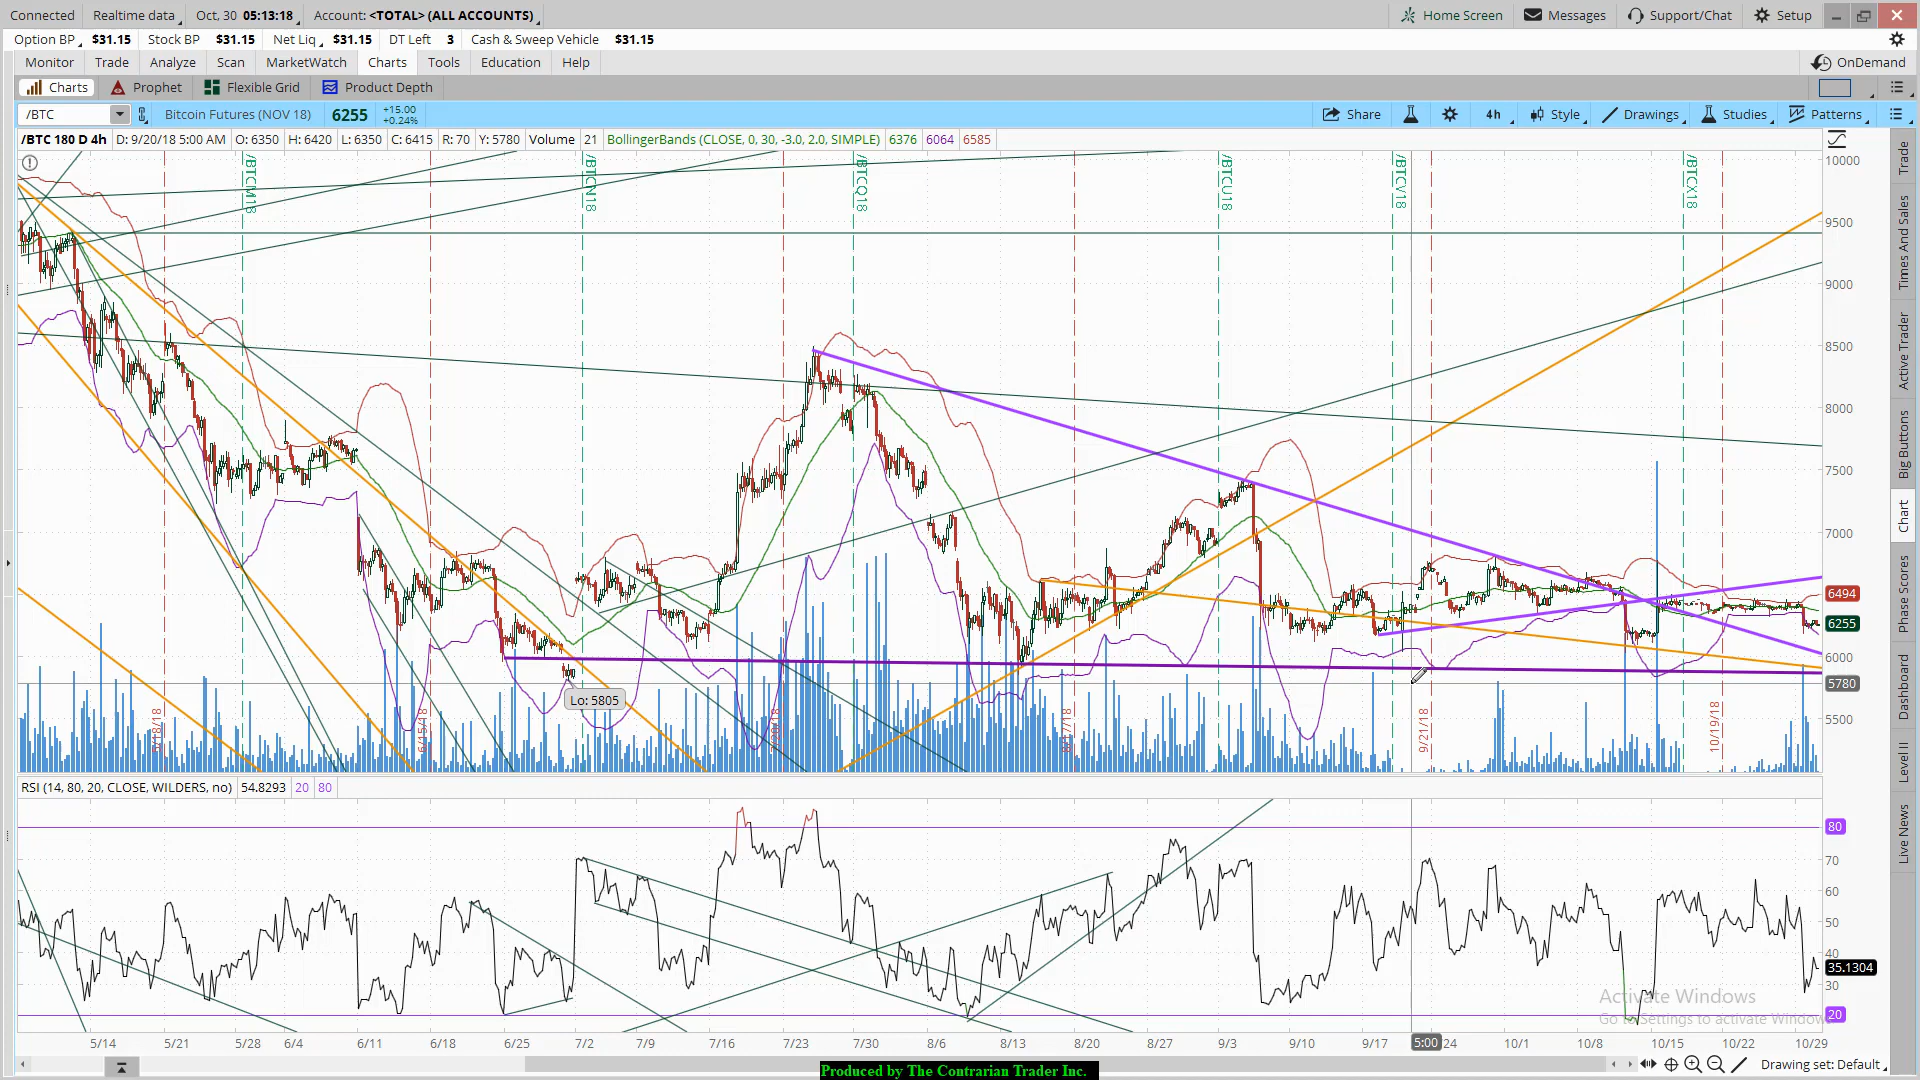 Connected Realtime data Oct, 30 05:13:18 Account: <TOTAL> (ALL ACCOUNTS) Home Screen Messages Support/Chat Setup
Option BP $31.15 Stock BP $31.15 Net Liq $31.15 DT Left 3 Cash & Sweep Vehicle $31.15
Monitor Trade Analyze Scan MarketWatch Charts Tools Education Help OnDemand
Charts Prophet Flexible Grid Product Depth
/BTC Bitcoin Futures (NOV 18) 6255 +15.00 +0.24% Share 4h Style Drawings Studies Patterns
/BTC 180 D 4h D: 9/20/18 5:00 AM O: 6350 H: 6420 L: 6350 C: 6415 R: 70 Y: 5780 Volume 21 BollingerBands (CLOSE, 0, 30, -3.0, 2.0, SIMPLE) 6376 6064 6585
/BTCM18 /BTCN18 /BTCQ18 /BTCU18 /BTCV18 /BTCX18
10000
9500
9000
8500
8000
7500
7000
6494
6255
6000
5780
5500
Lo: 5805
6/15/18 8/17/18 9/21/18 10/19/18
RSI (14, 80, 20, CLOSE, WILDERS, no) 54.8293 20 80
80
70
60
50
40
35.1304
30
20
Activate Windows
Go to Settings to activate Windows.
5/14 5/21 5/28 6/4 6/11 6/18 6/25 7/2 7/9 7/16 7/23 7/30 8/6 8/13 8/20 8/27 9/3 9/10 9/17 5:00 24 10/1 10/8 10/15 10/22 10/29
Drawing set: Default
Produced by The Contrarian Trader Inc.
Trade
Times And Sales
Active Trader
Big Buttons
Chart
Phase Scores
Dashboard
Level II
Live News